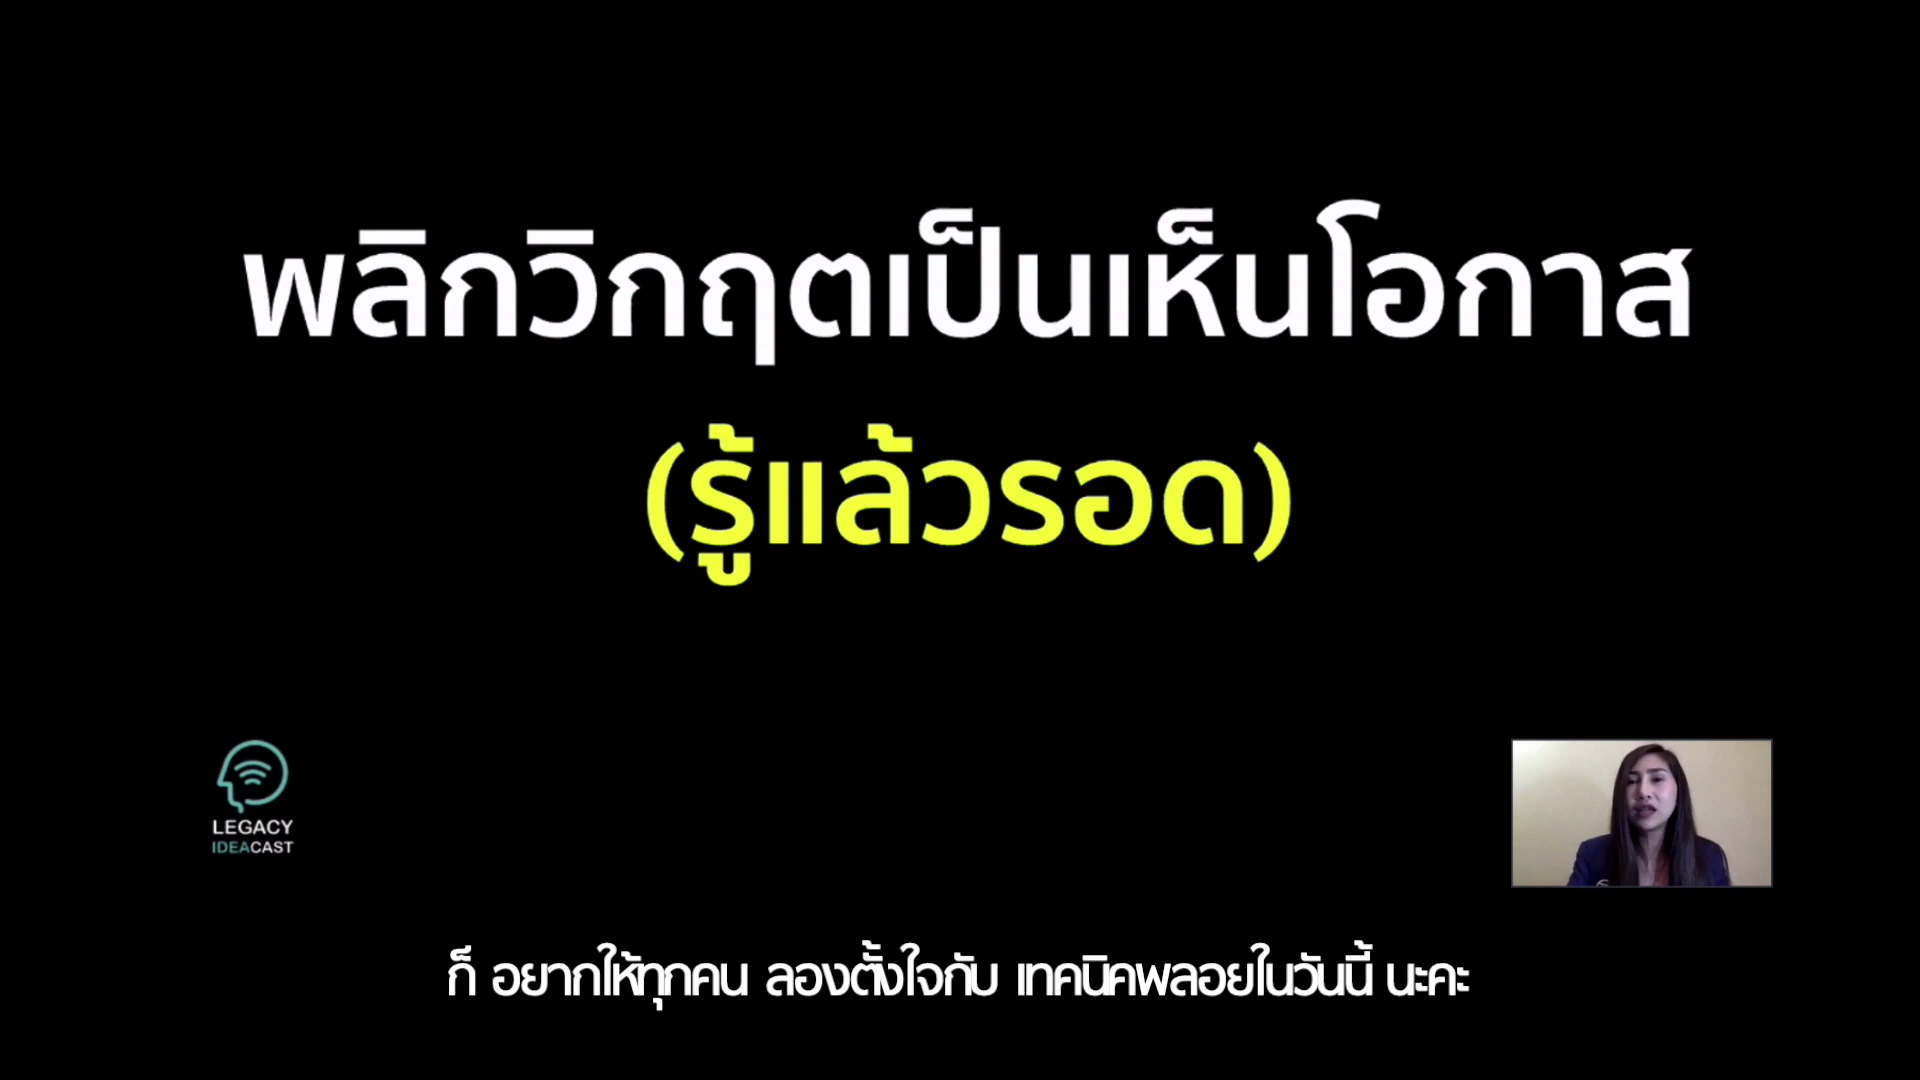 พลิกวิกฤตเป็นเห็นโอกาส
(รู้แล้วรอด)
LEGACY
IDEACAST
ก็ อยากให้ทุกคน ลองตั้งใจกับ เทคนิคพลอยในวันนี้ นะคะ